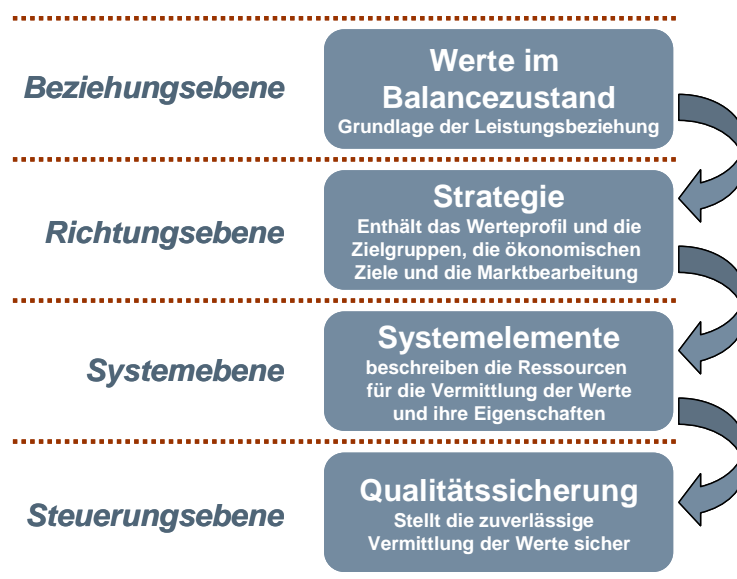 Beziehungsebene
Werte im
Balancezustand
Grundlage der Leistungsbeziehung
Richtungsebene
Strategie
Enthält das Werteprofil und die
Zielgruppen, die ökonomischen
Ziele und die Marktbearbeitung
Systemebene
Systemelemente
beschreiben die Ressourcen
für die Vermittlung der Werte
und ihre Eigenschaften
Steuerungsebene
Qualitätssicherung
Stellt die zuverlässige
Vermittlung der Werte sicher